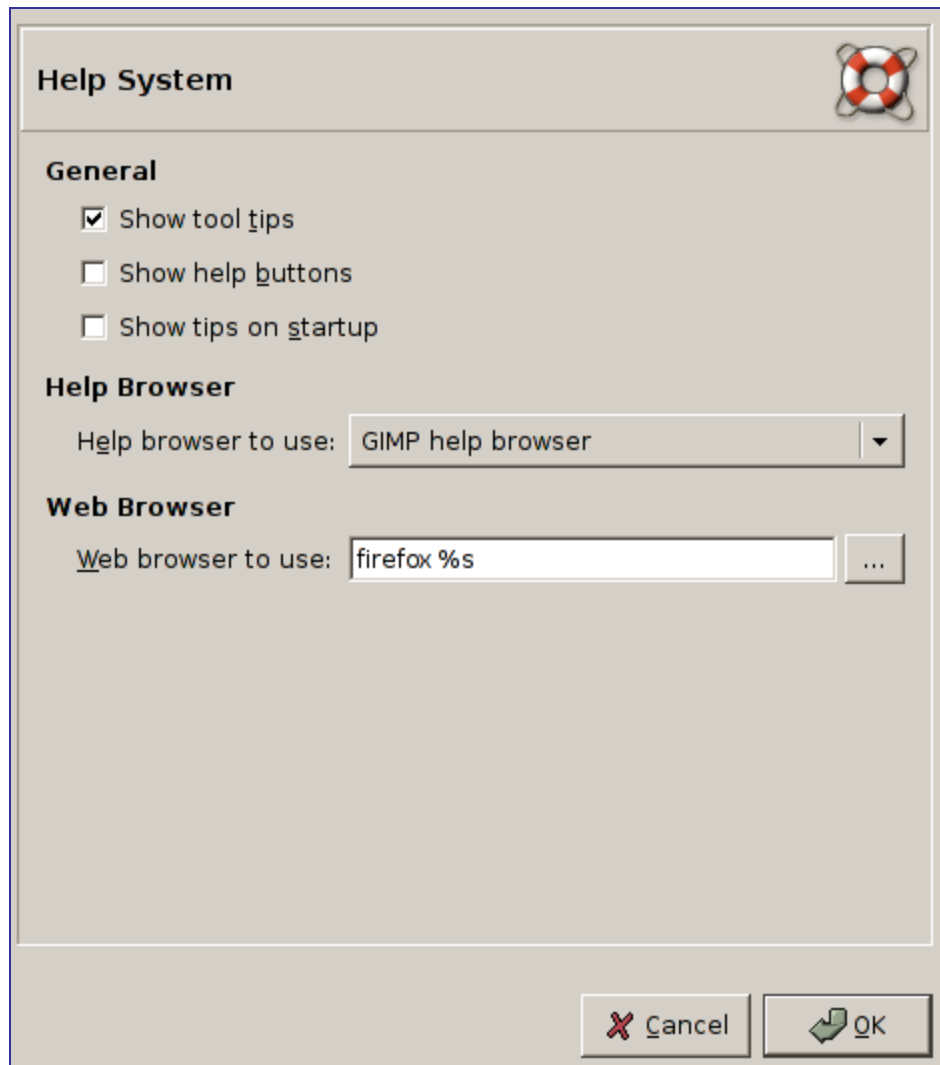 Help System
General
Show tool tips
Show help buttons
Show tips on startup
Help Browser
Help browser to use: GIMP help browser
Web Browser
Web browser to use: firefox %s ...
Cancel OK